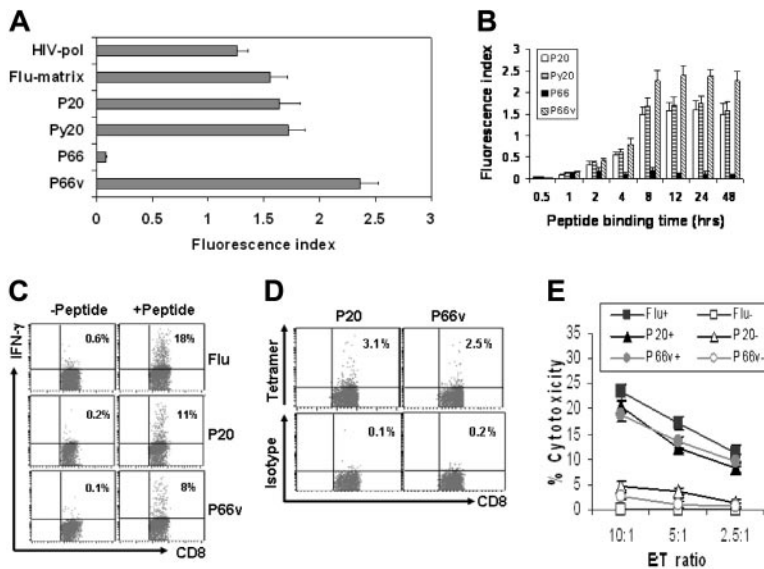 A
HIV-pol
Flu-matrix
P20
Py20
P66
P66v
0 0.5 1 1.5 2 2.5 3
Fluorescence index
B
Fluorescence index
3
2.5
2
1.5
1
0.5
0
P20
Py20
P66
P66v
0.5 1 2 4 8 12 24 48
Peptide binding time (hrs)
C
-Peptide +Peptide
IFN-γ
0.6% 18% Flu
0.2% 11% P20
0.1% 8% P66v
CD8
D
P20 P66v
Tetramer
3.1% 2.5%
Isotype
0.1% 0.2%
CD8
E
Flu+ Flu-
P20+ P20-
P66v+ P66v-
% Cytotoxicity
35
30
25
20
15
10
5
0
10:1 5:1 2.5:1
E:T ratio